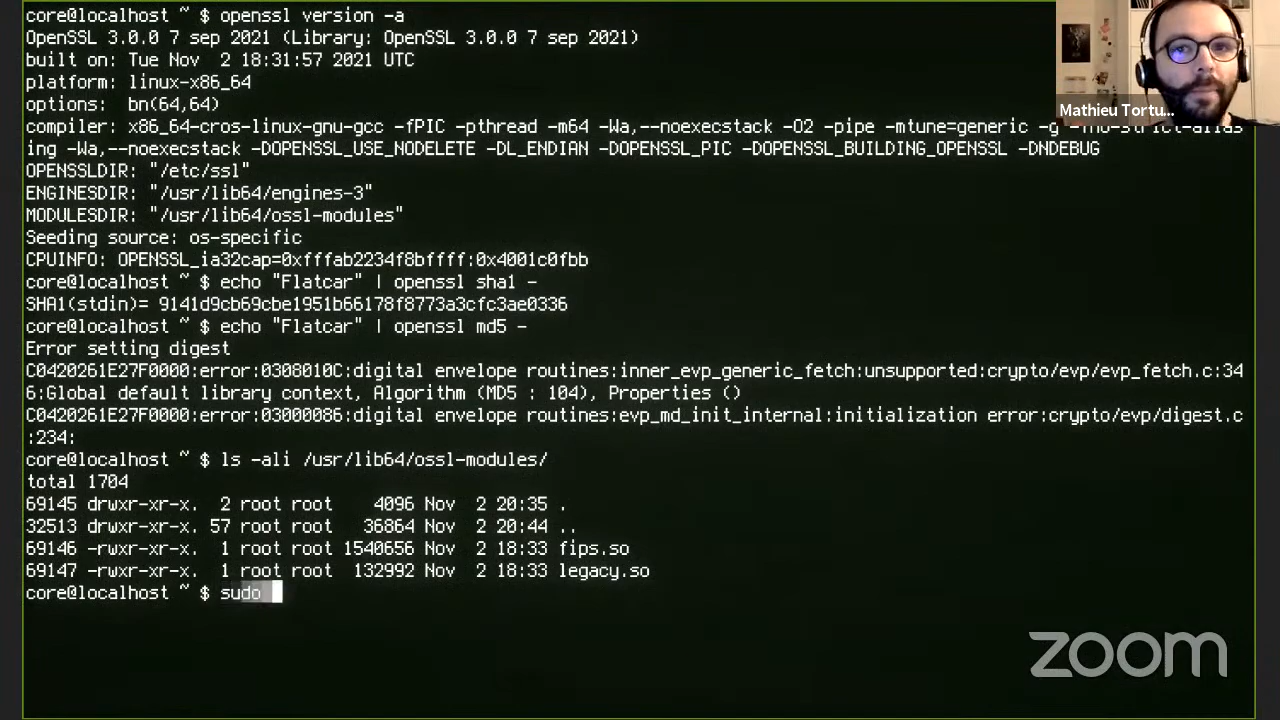 core@localhost ~ $ openssl version -a
OpenSSL 3.0.0 7 sep 2021 (Library: OpenSSL 3.0.0 7 sep 2021)
built on: Tue Nov  2 18:31:57 2021 UTC
platform: linux-x86_64
options:  bn(64,64)
Mathieu Tortu...
compiler: x86_64-cros-linux-gnu-gcc -fPIC -pthread -m64 -Wa,--noexecstack -O2 -pipe -mtune=generic -g -fno-strict-alias
ing -Wa,--noexecstack -DOPENSSL_USE_NODELETE -DL_ENDIAN -DOPENSSL_PIC -DOPENSSL_BUILDING_OPENSSL -DNDEBUG
OPENSSLDIR: "/etc/ssl"
ENGINESDIR: "/usr/lib64/engines-3"
MODULESDIR: "/usr/lib64/ossl-modules"
Seeding source: os-specific
CPUINFO: OPENSSL_ia32cap=0xfffab2234f8bffff:0x4001c0fbb
core@localhost ~ $ echo "Flatcar" | openssl sha1 -
SHA1(stdin)= 9141d9cb69cbe1951b66178f8773a3cfc3ae0336
core@localhost ~ $ echo "Flatcar" | openssl md5 -
Error setting digest
C0420261E27F0000:error:0308010C:digital envelope routines:inner_evp_generic_fetch:unsupported:crypto/evp/evp_fetch.c:34
6:Global default library context, Algorithm (MD5 : 104), Properties ()
C0420261E27F0000:error:03000086:digital envelope routines:evp_md_init_internal:initialization error:crypto/evp/digest.c
:234:
core@localhost ~ $ ls -ali /usr/lib64/ossl-modules/
total 1704
69145 drwxr-xr-x.  2 root root    4096 Nov  2 20:35 .
32513 drwxr-xr-x. 57 root root   36864 Nov  2 20:44 ..
69146 -rwxr-xr-x.  1 root root 1540656 Nov  2 18:33 fips.so
69147 -rwxr-xr-x.  1 root root  132992 Nov  2 18:33 legacy.so
core@localhost ~ $ sudo
zoom